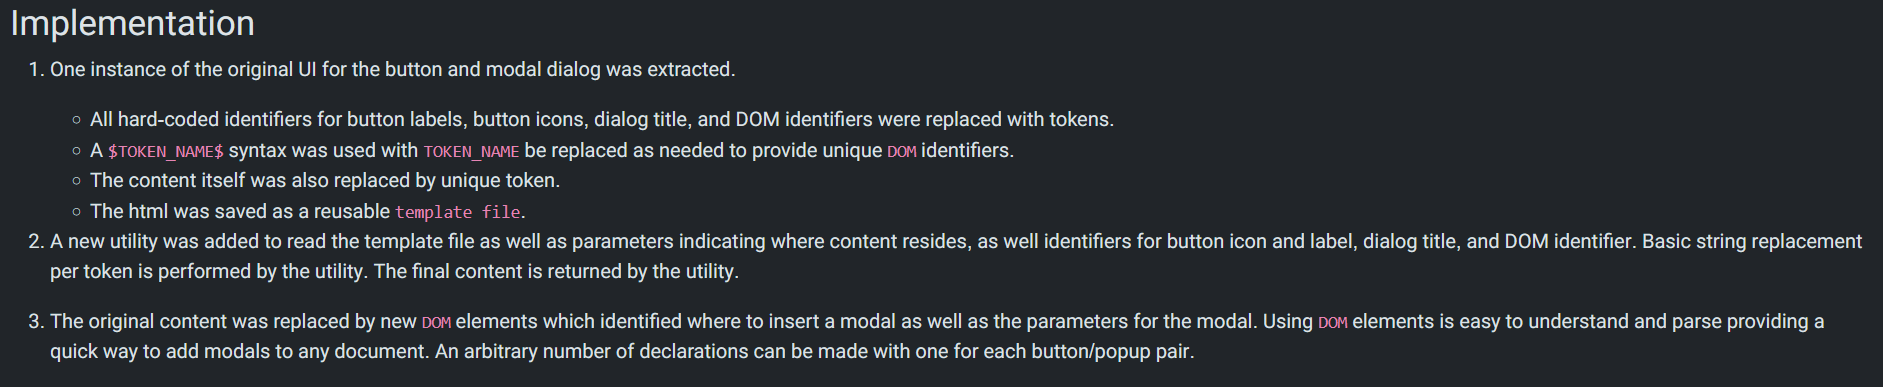 Implementation
1. One instance of the original UI for the button and modal dialog was extracted.
○ All hard-coded identifiers for button labels, button icons, dialog title, and DOM identifiers were replaced with tokens.
○ A $TOKEN_NAME$ syntax was used with TOKEN_NAME be replaced as needed to provide unique DOM identifiers.
○ The content itself was also replaced by unique token.
○ The html was saved as a reusable template file.
2. A new utility was added to read the template file as well as parameters indicating where content resides, as well identifiers for button icon and label, dialog title, and DOM identifier. Basic string replacement
per token is performed by the utility. The final content is returned by the utility.
3. The original content was replaced by new DOM elements which identified where to insert a modal as well as the parameters for the modal. Using DOM elements is easy to understand and parse providing a
quick way to add modals to any document. An arbitrary number of declarations can be made with one for each button/popup pair.